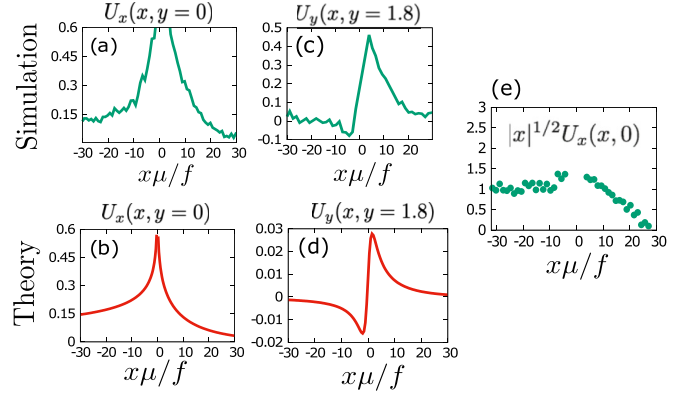 U_x(x, y = 0)
U_y(x, y = 1.8)
Simulation
(a)
0.6
0.45
0.3
0.15
-30 -20 -10 0 10 20 30
xμ/f
(c)
0.5
0.4
0.3
0.2
0.1
0
-0.1
-30 -20 -10 0 10 20
xμ/f
(e)
|x|^{1/2}U_x(x, 0)
3
2.5
2
1.5
1
0.5
0
-30 -20 -10 0 10 20 30
xμ/f
Theory
U_x(x, y = 0)
(b)
0.6
0.45
0.3
0.15
0
-30 -20 -10 0 10 20 30
xμ/f
U_y(x, y = 1.8)
(d)
0.03
0.02
0.01
0
-0.01
-0.02
-30 -20 -10 0 10 20 30
xμ/f